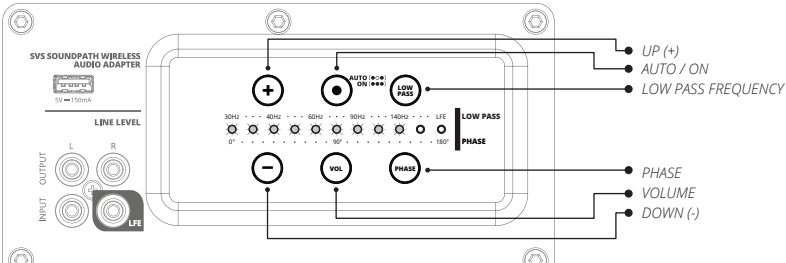 SVS SOUNDPATH WIRELESS
AUDIO ADAPTER
5V ⎓ 150mA
LINE LEVEL
L R
OUTPUT
INPUT
LFE
+
AUTO [●○●]
ON [●●●]
LOW
PASS
30Hz · · · 40Hz · · · 60Hz · · · 90Hz · · · 140Hz · · · LFE
LOW PASS
0° · · · · · · · 90° · · · · · · · 180°
PHASE
−
VOL
PHASE
UP (+)
AUTO / ON
LOW PASS FREQUENCY
PHASE
VOLUME
DOWN (-)